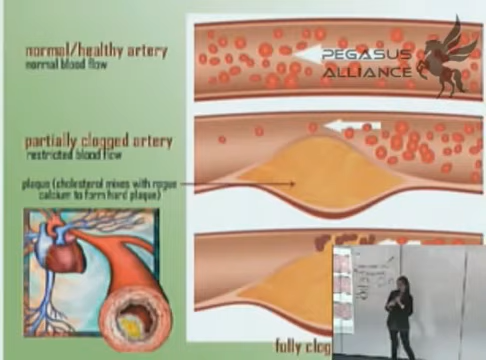 normal/healthy artery
normal blood flow
PEGASUS
ALLIANCE
partially clogged artery
restricted blood flow
plaque (cholesterol mixes with rogue
calcium to form hard plaque)
fully clog